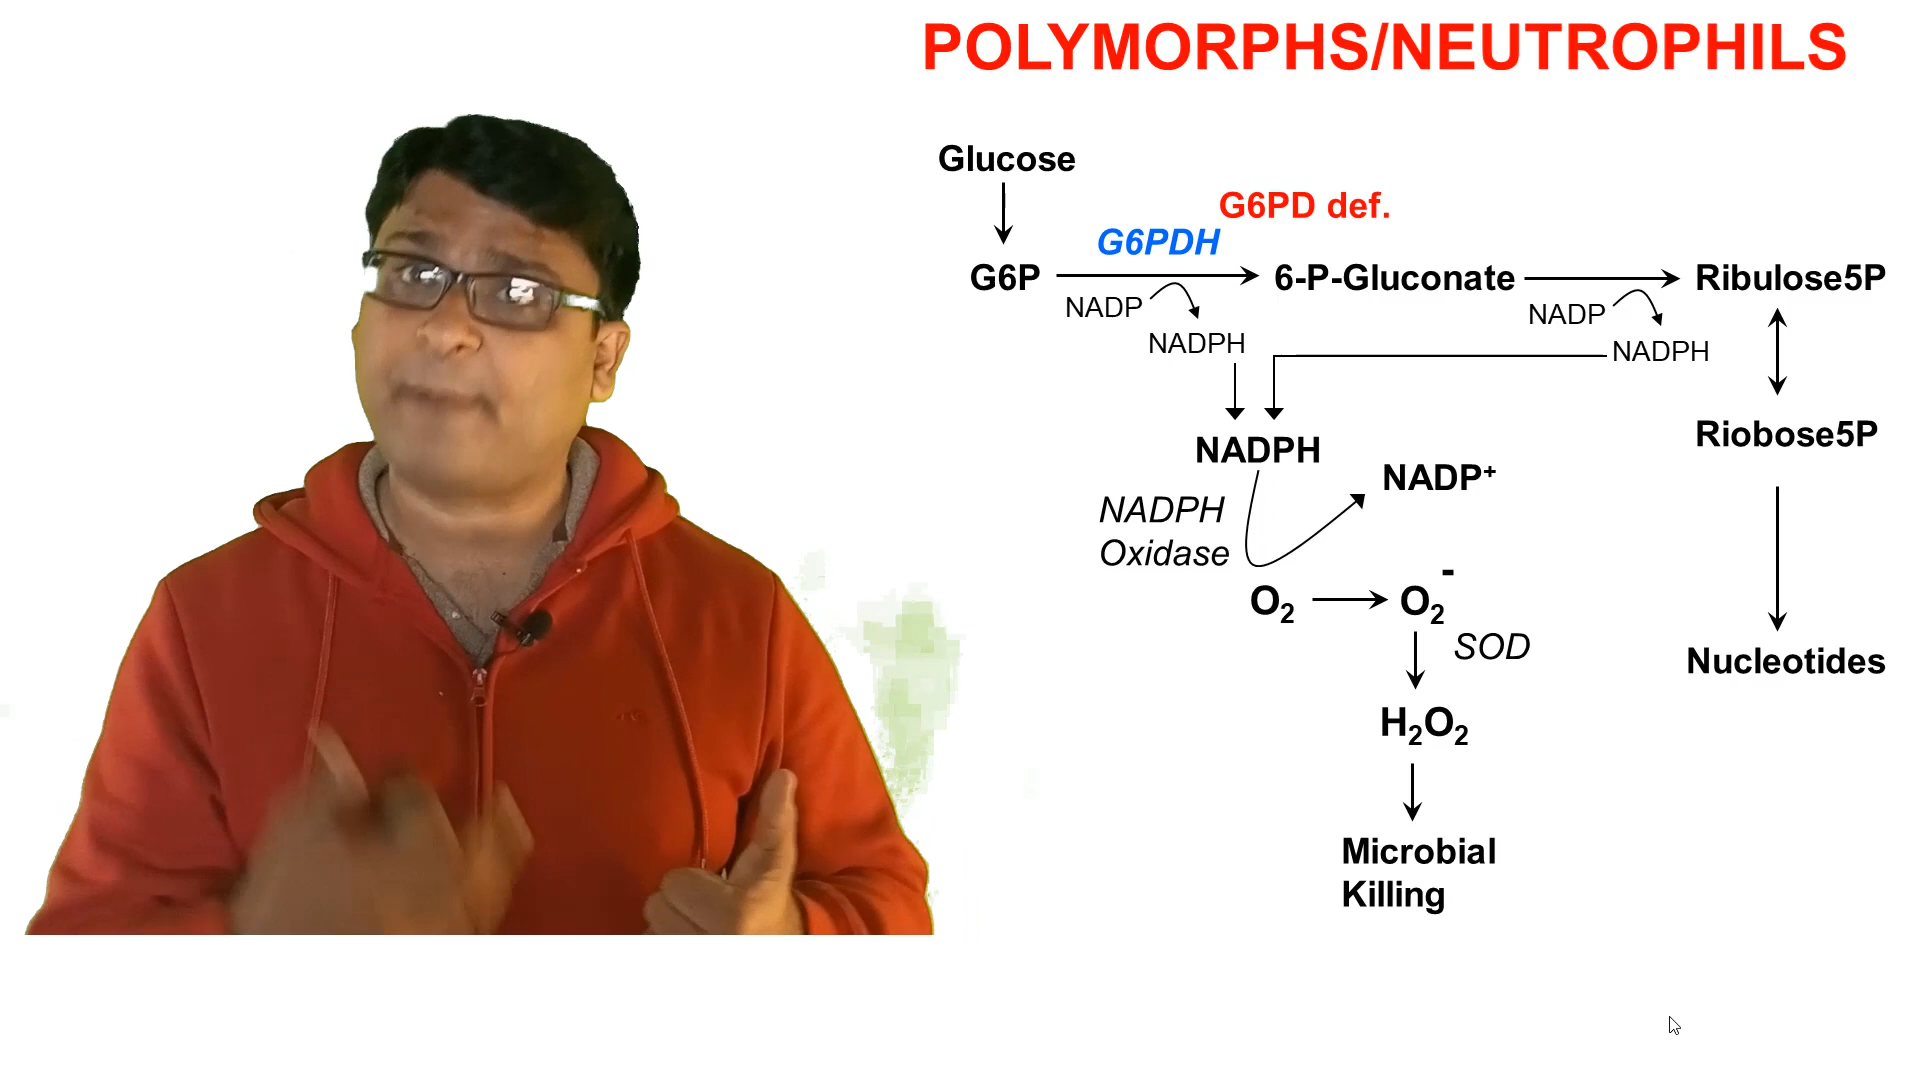 POLYMORPHS/NEUTROPHILS
Glucose
G6PD def.
G6PDH
G6P
6-P-Gluconate
Ribulose5P
NADP
NADPH
NADP
NADPH
Riobose5P
NADPH
NADP⁺
NADPH
Oxidase
O₂
O₂⁻
SOD
Nucleotides
H₂O₂
Microbial
Killing